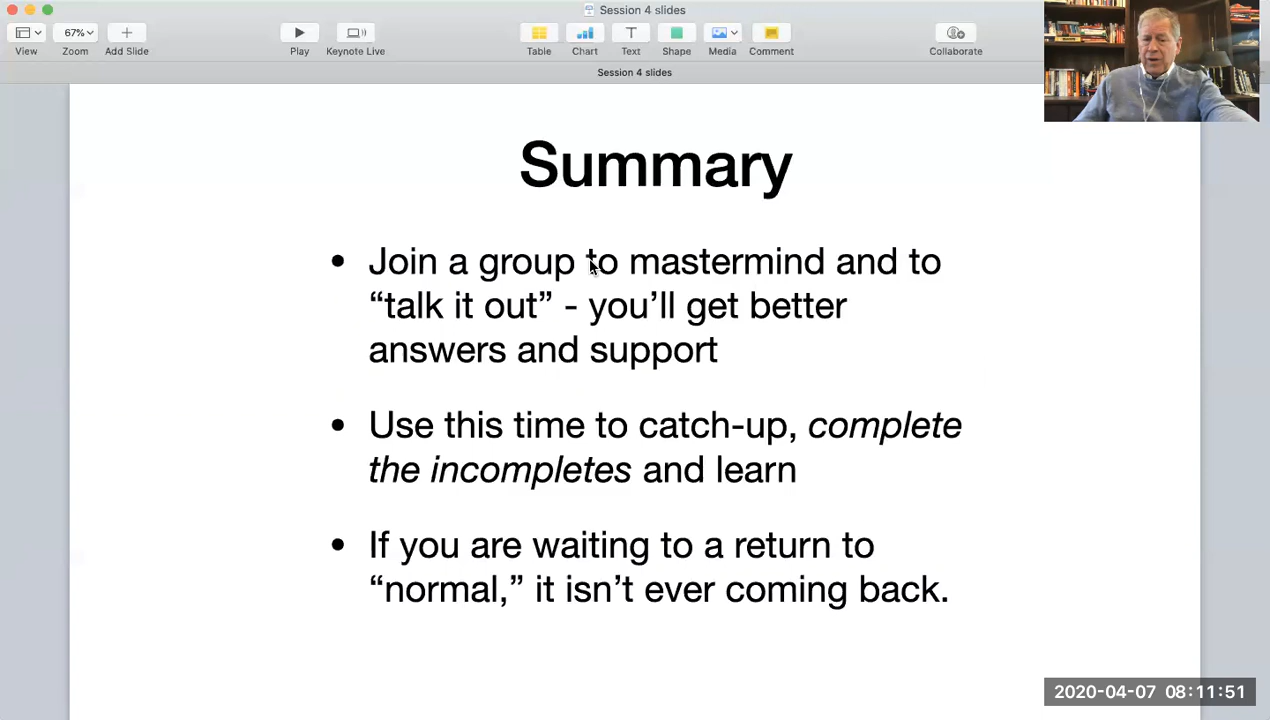 Session 4 slides
View
67%
Zoom
Add Slide
Play
Keynote Live
Table
Chart
Text
Shape
Media
Comment
Collaborate
Session 4 slides
Summary
• Join a group to mastermind and to
“talk it out” - you’ll get better
answers and support
• Use this time to catch-up, complete
the incompletes and learn
• If you are waiting to a return to
“normal,” it isn’t ever coming back.
2020-04-07 08:11:51